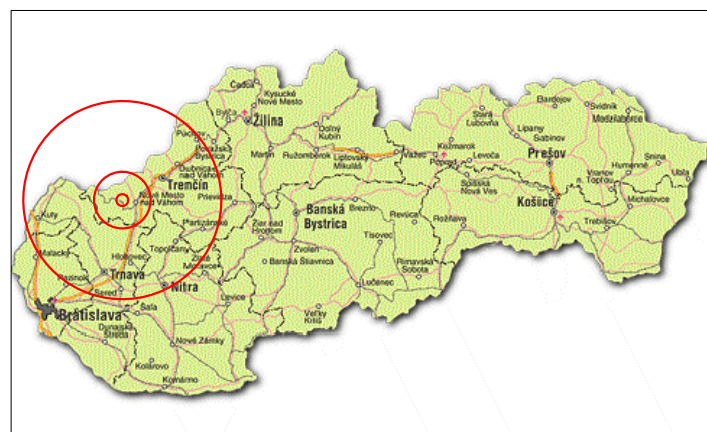 Čadca
Kysucké
Nové Mesto
Bytča
Žilina
Púchov
Považská
Bystrica
Dubnica
nad Váhom
Trenčín
Nové Mesto
nad Váhom
Martin
Dolný
Kubín
Ružomberok
Liptovský
Mikuláš
Važec
Poprad
Kežmarok
Stará
Ľubovňa
Levoča
Spišská
Nová Ves
Lipany
Sabinov
Bardejov
Svidník
Medzilaborce
Prešov
Košice
Vranov
n. Topľou
Humenné
Snina
Ubľa
Michalovce
Trebišov
Rožňava
Revúca
Brezno
Banská
Bystrica
Tisovec
Rimavská
Sobota
Zvolen
Banská Štiavnica
Lučenec
Veľký
Krtíš
Žiar nad
Hronom
Prievidza
Partizánske
Topoľčany
Zlaté
Moravce
Levice
Nitra
Hlohovec
Trnava
Sereď
Šaľa
Kúty
Malacky
Pezinok
Bratislava
Dunajská
Streda
Nové Zámky
Kolárovo
Komárno